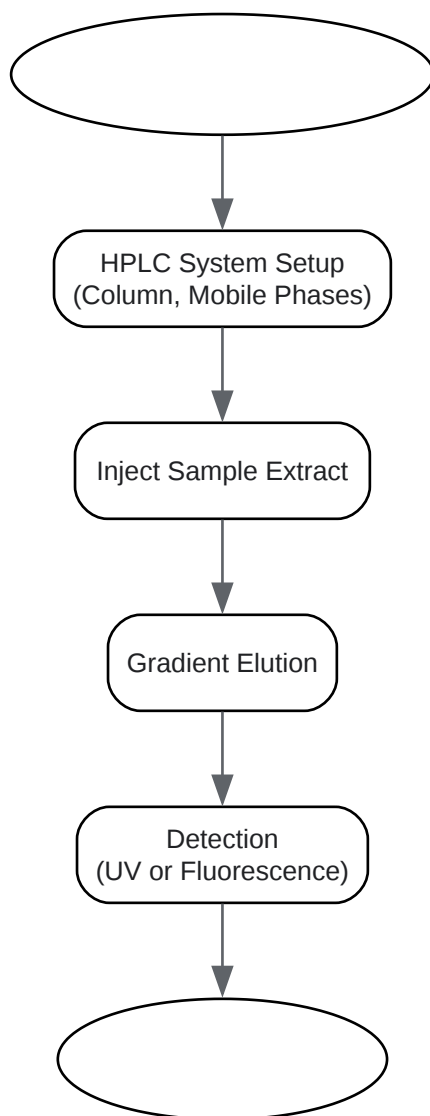 HPLC System Setup
(Column, Mobile Phases)
Inject Sample Extract
Gradient Elution
Detection
(UV or Fluorescence)